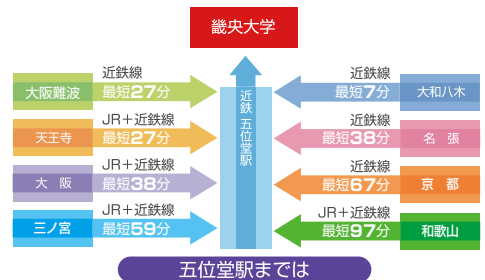 畿央大学
近鉄 五位堂駅
大阪難波
近鉄線
最短27分
天王寺
JR＋近鉄線
最短27分
大　阪
JR＋近鉄線
最短38分
三ノ宮
JR＋近鉄線
最短59分
近鉄線
最短7分
大和八木
近鉄線
最短38分
名　張
近鉄線
最短67分
京　都
JR＋近鉄線
最短97分
和歌山
五位堂駅までは